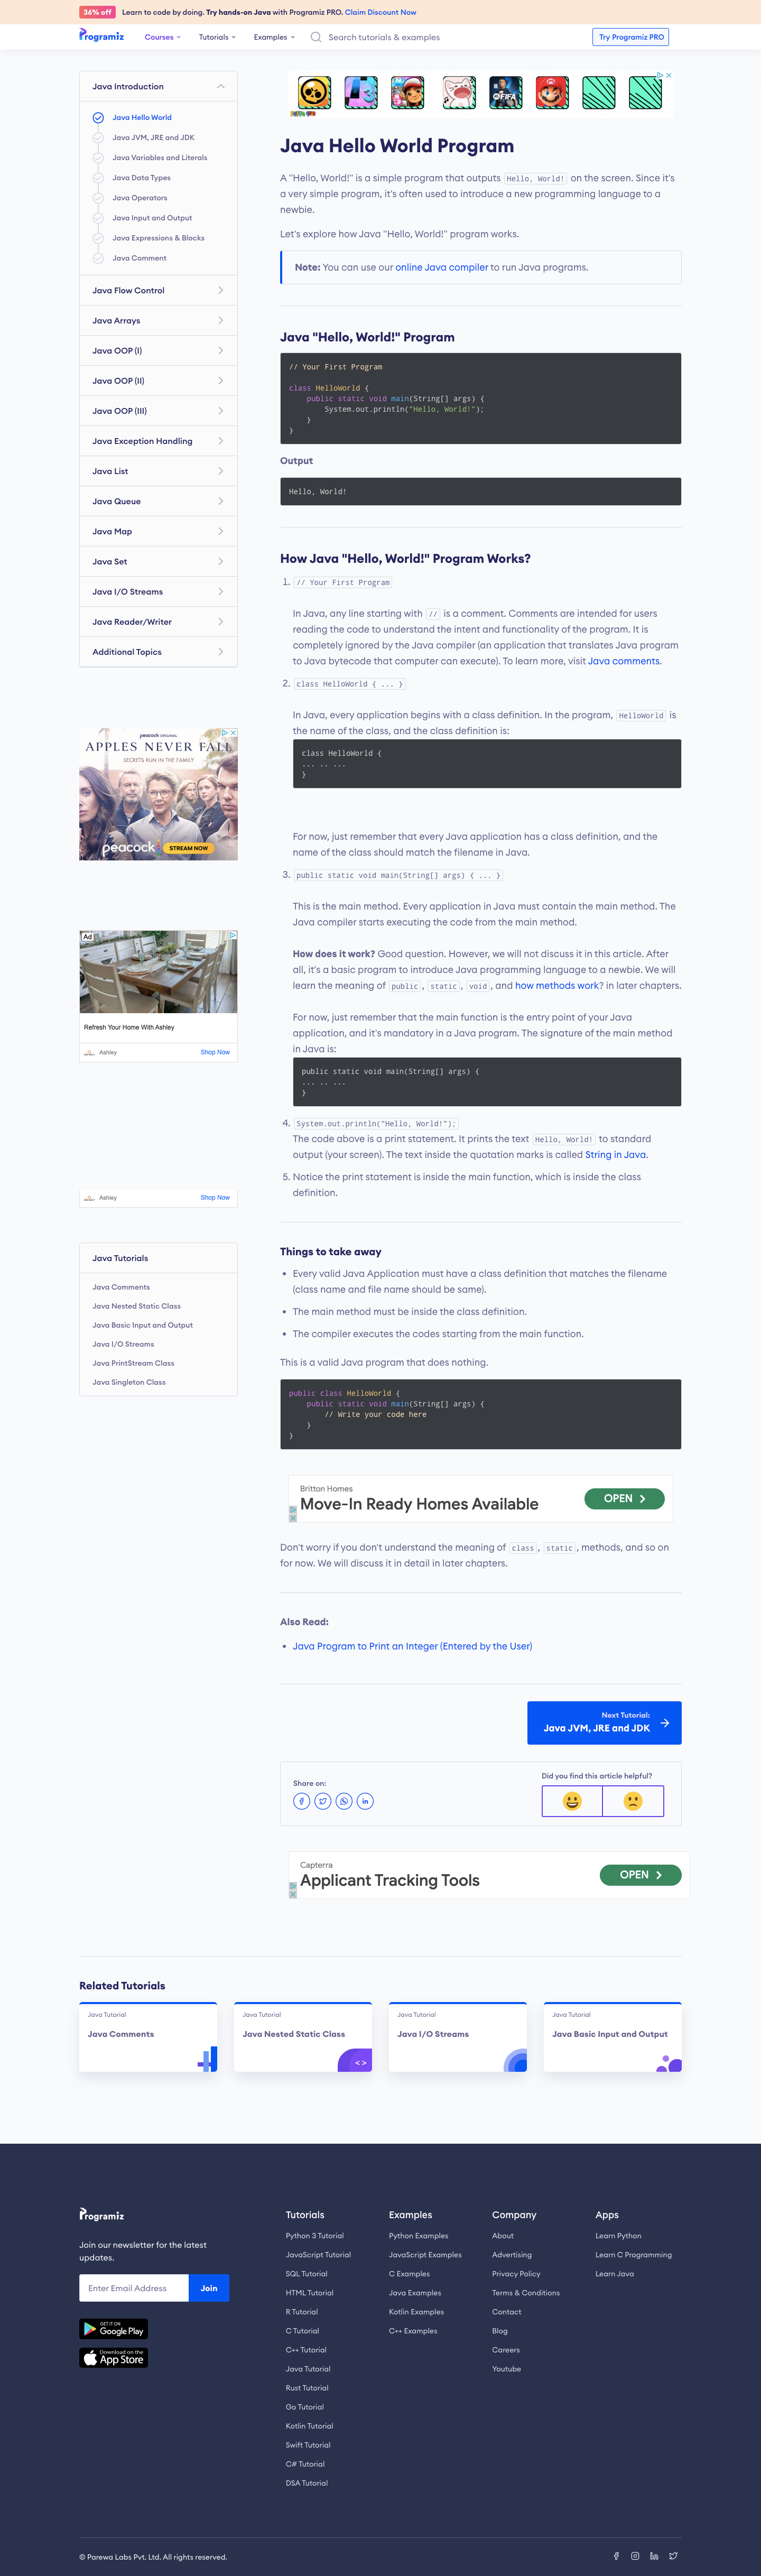 36% off Learn to code by doing. Try hands-on Java with Programiz PRO. Claim Discount Now
Programiz Courses Tutorials Examples Search tutorials & examples Try Programiz PRO
Java Introduction
Java Hello World
Java JVM, JRE and JDK
Java Variables and Literals
Java Data Types
Java Operators
Java Input and Output
Java Expressions & Blocks
Java Comment
Java Flow Control
Java Arrays
Java OOP (I)
Java OOP (II)
Java OOP (III)
Java Exception Handling
Java List
Java Queue
Java Map
Java Set
Java I/O Streams
Java Reader/Writer
Additional Topics
peacock ORIGINAL
APPLES NEVER FALL
SECRETS RUN IN THE FAMILY
peacock STREAM NOW
Ad
Refresh Your Home With Ashley
Ashley Shop Now
Ashley Shop Now
Java Tutorials
Java Comments
Java Nested Static Class
Java Basic Input and Output
Java I/O Streams
Java PrintStream Class
Java Singleton Class
FIFA
Java Hello World Program
A "Hello, World!" is a simple program that outputs Hello, World! on the screen. Since it's
a very simple program, it's often used to introduce a new programming language to a
newbie.
Let's explore how Java "Hello, World!" program works.
Note: You can use our online Java compiler to run Java programs.
Java "Hello, World!" Program
// Your First Program
class HelloWorld {
public static void main(String[] args) {
System.out.println("Hello, World!");
}
}
Output
Hello, World!
How Java "Hello, World!" Program Works?
1. // Your First Program
In Java, any line starting with // is a comment. Comments are intended for users
reading the code to understand the intent and functionality of the program. It is
completely ignored by the Java compiler (an application that translates Java program
to Java bytecode that computer can execute). To learn more, visit Java comments.
2. class HelloWorld { ... }
In Java, every application begins with a class definition. In the program, HelloWorld is
the name of the class, and the class definition is:
class HelloWorld {
... .. ...
}
For now, just remember that every Java application has a class definition, and the
name of the class should match the filename in Java.
3. public static void main(String[] args) { ... }
This is the main method. Every application in Java must contain the main method. The
Java compiler starts executing the code from the main method.
How does it work? Good question. However, we will not discuss it in this article. After
all, it's a basic program to introduce Java programming language to a newbie. We will
learn the meaning of public, static, void, and how methods work? in later chapters.
For now, just remember that the main function is the entry point of your Java
application, and it's mandatory in a Java program. The signature of the main method
in Java is:
public static void main(String[] args) {
... .. ...
}
4. System.out.println("Hello, World!");
The code above is a print statement. It prints the text Hello, World! to standard
output (your screen). The text inside the quotation marks is called String in Java.
5. Notice the print statement is inside the main function, which is inside the class
definition.
Things to take away
• Every valid Java Application must have a class definition that matches the filename
(class name and file name should be same).
• The main method must be inside the class definition.
• The compiler executes the codes starting from the main function.
This is a valid Java program that does nothing.
public class HelloWorld {
public static void main(String[] args) {
// Write your code here
}
}
Britton Homes
Move-In Ready Homes Available OPEN
Don't worry if you don't understand the meaning of class, static, methods, and so on
for now. We will discuss it in detail in later chapters.
Also Read:
• Java Program to Print an Integer (Entered by the User)
Next Tutorial:
Java JVM, JRE and JDK
Share on:
Did you find this article helpful?
Capterra
Applicant Tracking Tools OPEN
Related Tutorials
Java Tutorial
Java Comments
Java Tutorial
Java Nested Static Class
< >
Java Tutorial
Java I/O Streams
Java Tutorial
Java Basic Input and Output
Programiz
Join our newsletter for the latest
updates.
Enter Email Address Join
GET IT ON
Google Play
Download on the
App Store
Tutorials
Python 3 Tutorial
JavaScript Tutorial
SQL Tutorial
HTML Tutorial
R Tutorial
C Tutorial
C++ Tutorial
Java Tutorial
Rust Tutorial
Go Tutorial
Kotlin Tutorial
Swift Tutorial
C# Tutorial
DSA Tutorial
Examples
Python Examples
JavaScript Examples
C Examples
Java Examples
Kotlin Examples
C++ Examples
Company
About
Advertising
Privacy Policy
Terms & Conditions
Contact
Blog
Careers
Youtube
Apps
Learn Python
Learn C Programming
Learn Java
© Parewa Labs Pvt. Ltd. All rights reserved.